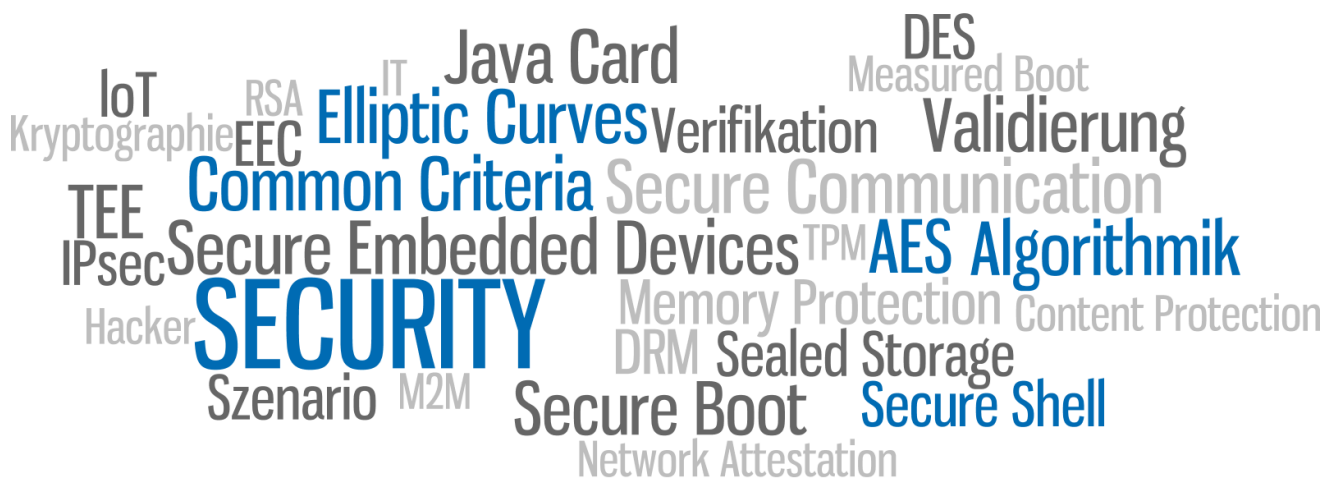 DES
Java Card
IT
Measured Boot
IoT
RSA
Elliptic Curves
Verifikation
Validierung
Kryptographie
EEC
Common Criteria
Secure Communication
TEE
IPsec
Secure Embedded Devices
TPM
AES
Algorithmik
Hacker
SECURITY
Memory Protection
Content Protection
DRM
Sealed Storage
Szenario
M2M
Secure Boot
Secure Shell
Network Attestation